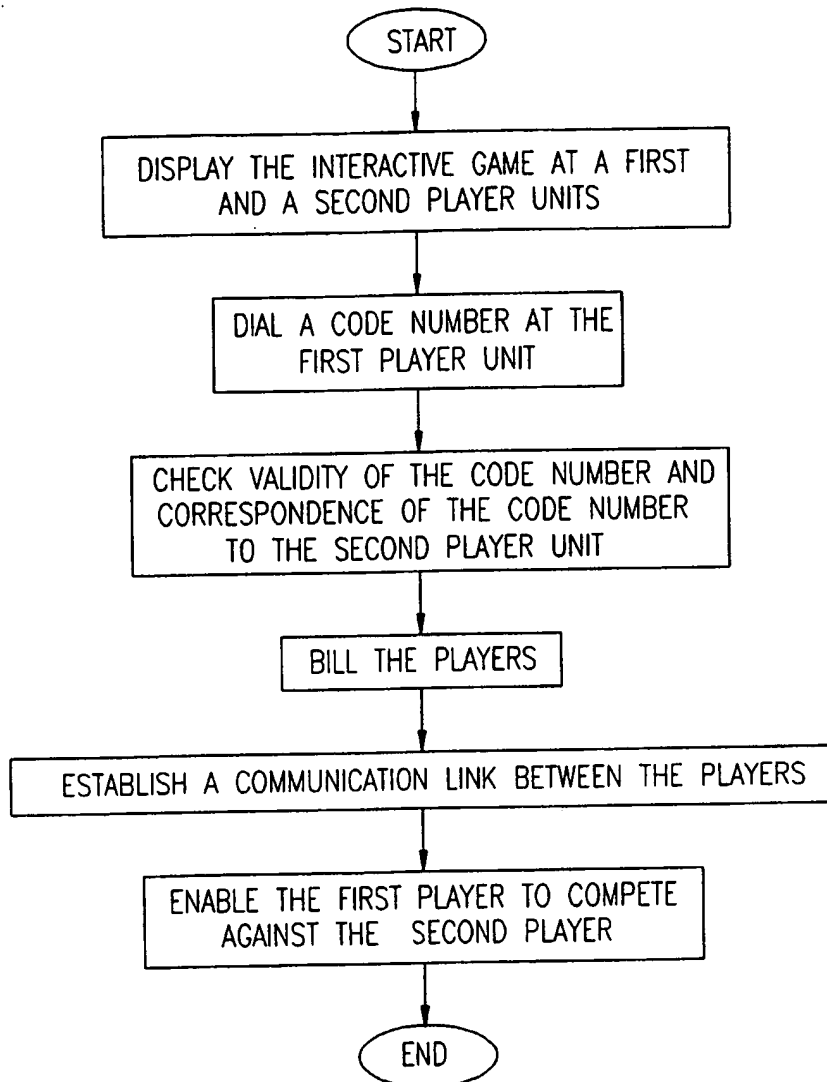 START
DISPLAY THE INTERACTIVE GAME AT A FIRST
AND A SECOND PLAYER UNITS
DIAL A CODE NUMBER AT THE
FIRST PLAYER UNIT
CHECK VALIDITY OF THE CODE NUMBER AND
CORRESPONDENCE OF THE CODE NUMBER
TO THE SECOND PLAYER UNIT
BILL THE PLAYERS
ESTABLISH A COMMUNICATION LINK BETWEEN THE PLAYERS
ENABLE THE FIRST PLAYER TO COMPETE
AGAINST THE SECOND PLAYER
END